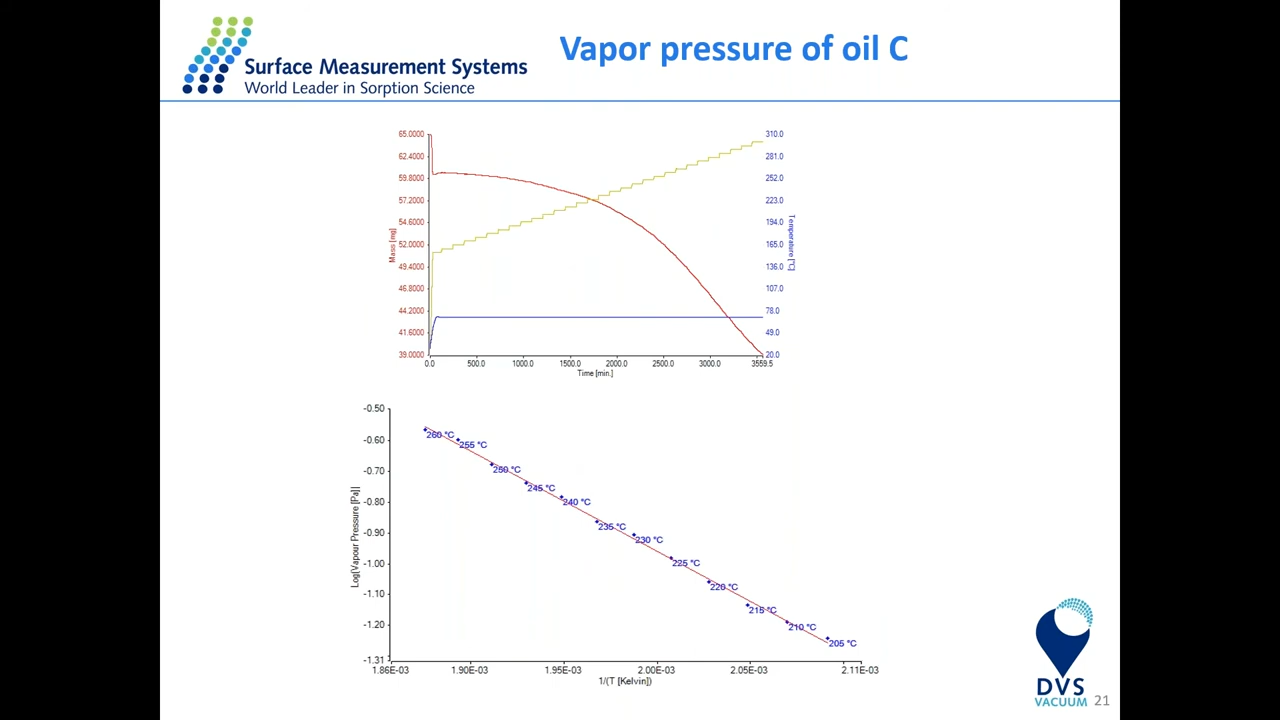 Vapor pressure of oil C
Surface Measurement Systems
World Leader in Sorption Science
65.0000
62.4000
59.8000
57.2000
54.6000
52.0000
49.4000
46.8000
44.2000
41.6000
39.0000
Mass [mg]
310.0
281.0
252.0
223.0
194.0
165.0
136.0
107.0
78.0
49.0
20.0
Temperature [°C]
0.0 500.0 1000.0 1500.0 2000.0 2500.0 3000.0 3559.5
Time [min.]
-0.50
-0.60
-0.70
-0.80
-0.90
-1.00
-1.10
-1.20
-1.31
Log(Vapour Pressure [Pa])
260 °C
255 °C
250 °C
245 °C
240 °C
235 °C
230 °C
225 °C
220 °C
215 °C
210 °C
205 °C
1.86E-03 1.90E-03 1.95E-03 2.00E-03 2.05E-03 2.11E-03
1/(T [Kelvin])
DVS
VACUUM
21